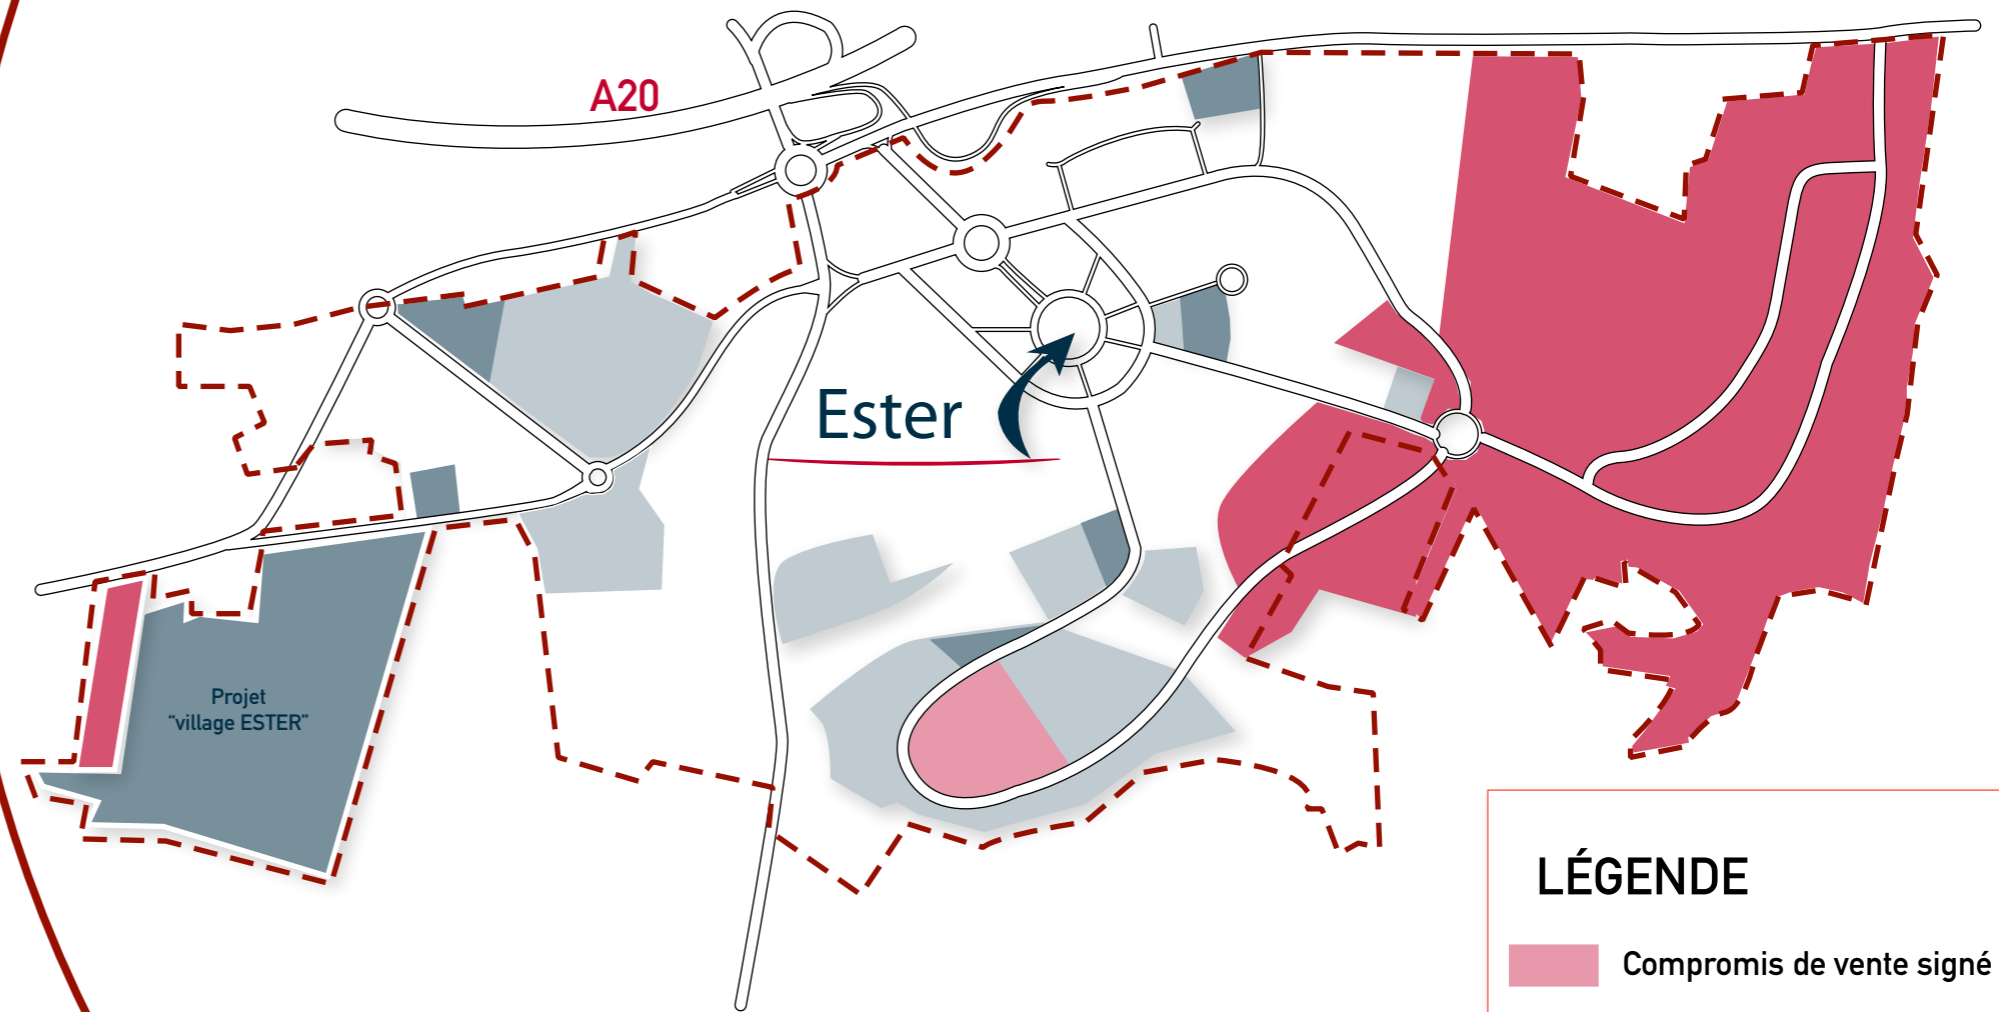 A20
Ester
Projet
“village ESTER”
LÉGENDE
Compromis de vente signé